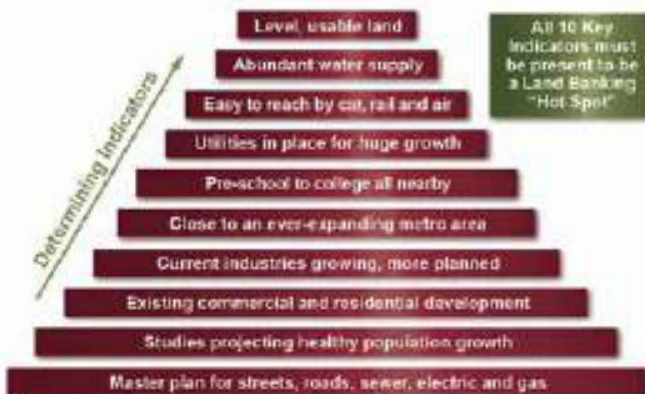 Level, usable land
Abundant water supply
Easy to reach by car, rail and air
Utilities in place for huge growth
Pre-school to college all nearby
Close to an ever-expanding metro area
Current industries growing, more planned
Existing commercial and residential development
Studies projecting healthy population growth
Master plan for streets, roads, sewer, electric and gas
Determining Indicators
All 10 Key
Indicators must
be present to be
a Land Banking
"Hot Spot"